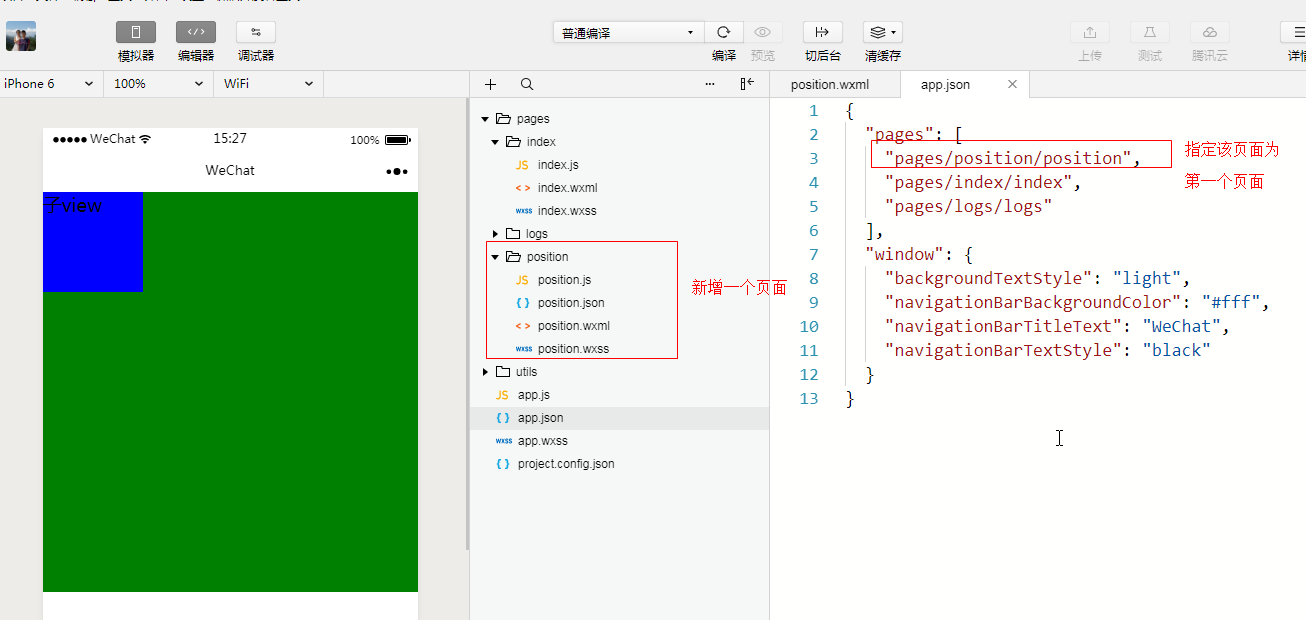 模拟器
编辑器
调试器
普通编译
编译
预览
切后台
清缓存
上传
测试
腾讯云
iPhone 6
100%
WiFi
WeChat
15:27
100%
WeChat
子view
pages
index
JS index.js
< > index.wxml
wxss index.wxss
logs
position
JS position.js
{ } position.json
< > position.wxml
wxss position.wxss
utils
JS app.js
{ } app.json
wxss app.wxss
{ } project.config.json
新增一个页面
position.wxml
app.json
1 {
2 "pages": [
3 "pages/position/position",
4 "pages/index/index",
5 "pages/logs/logs"
6 ],
7 "window": {
8 "backgroundTextStyle": "light",
9 "navigationBarBackgroundColor": "#fff",
10 "navigationBarTitleText": "WeChat",
11 "navigationBarTextStyle": "black"
12 }
13 }
指定该页面为
第一个页面